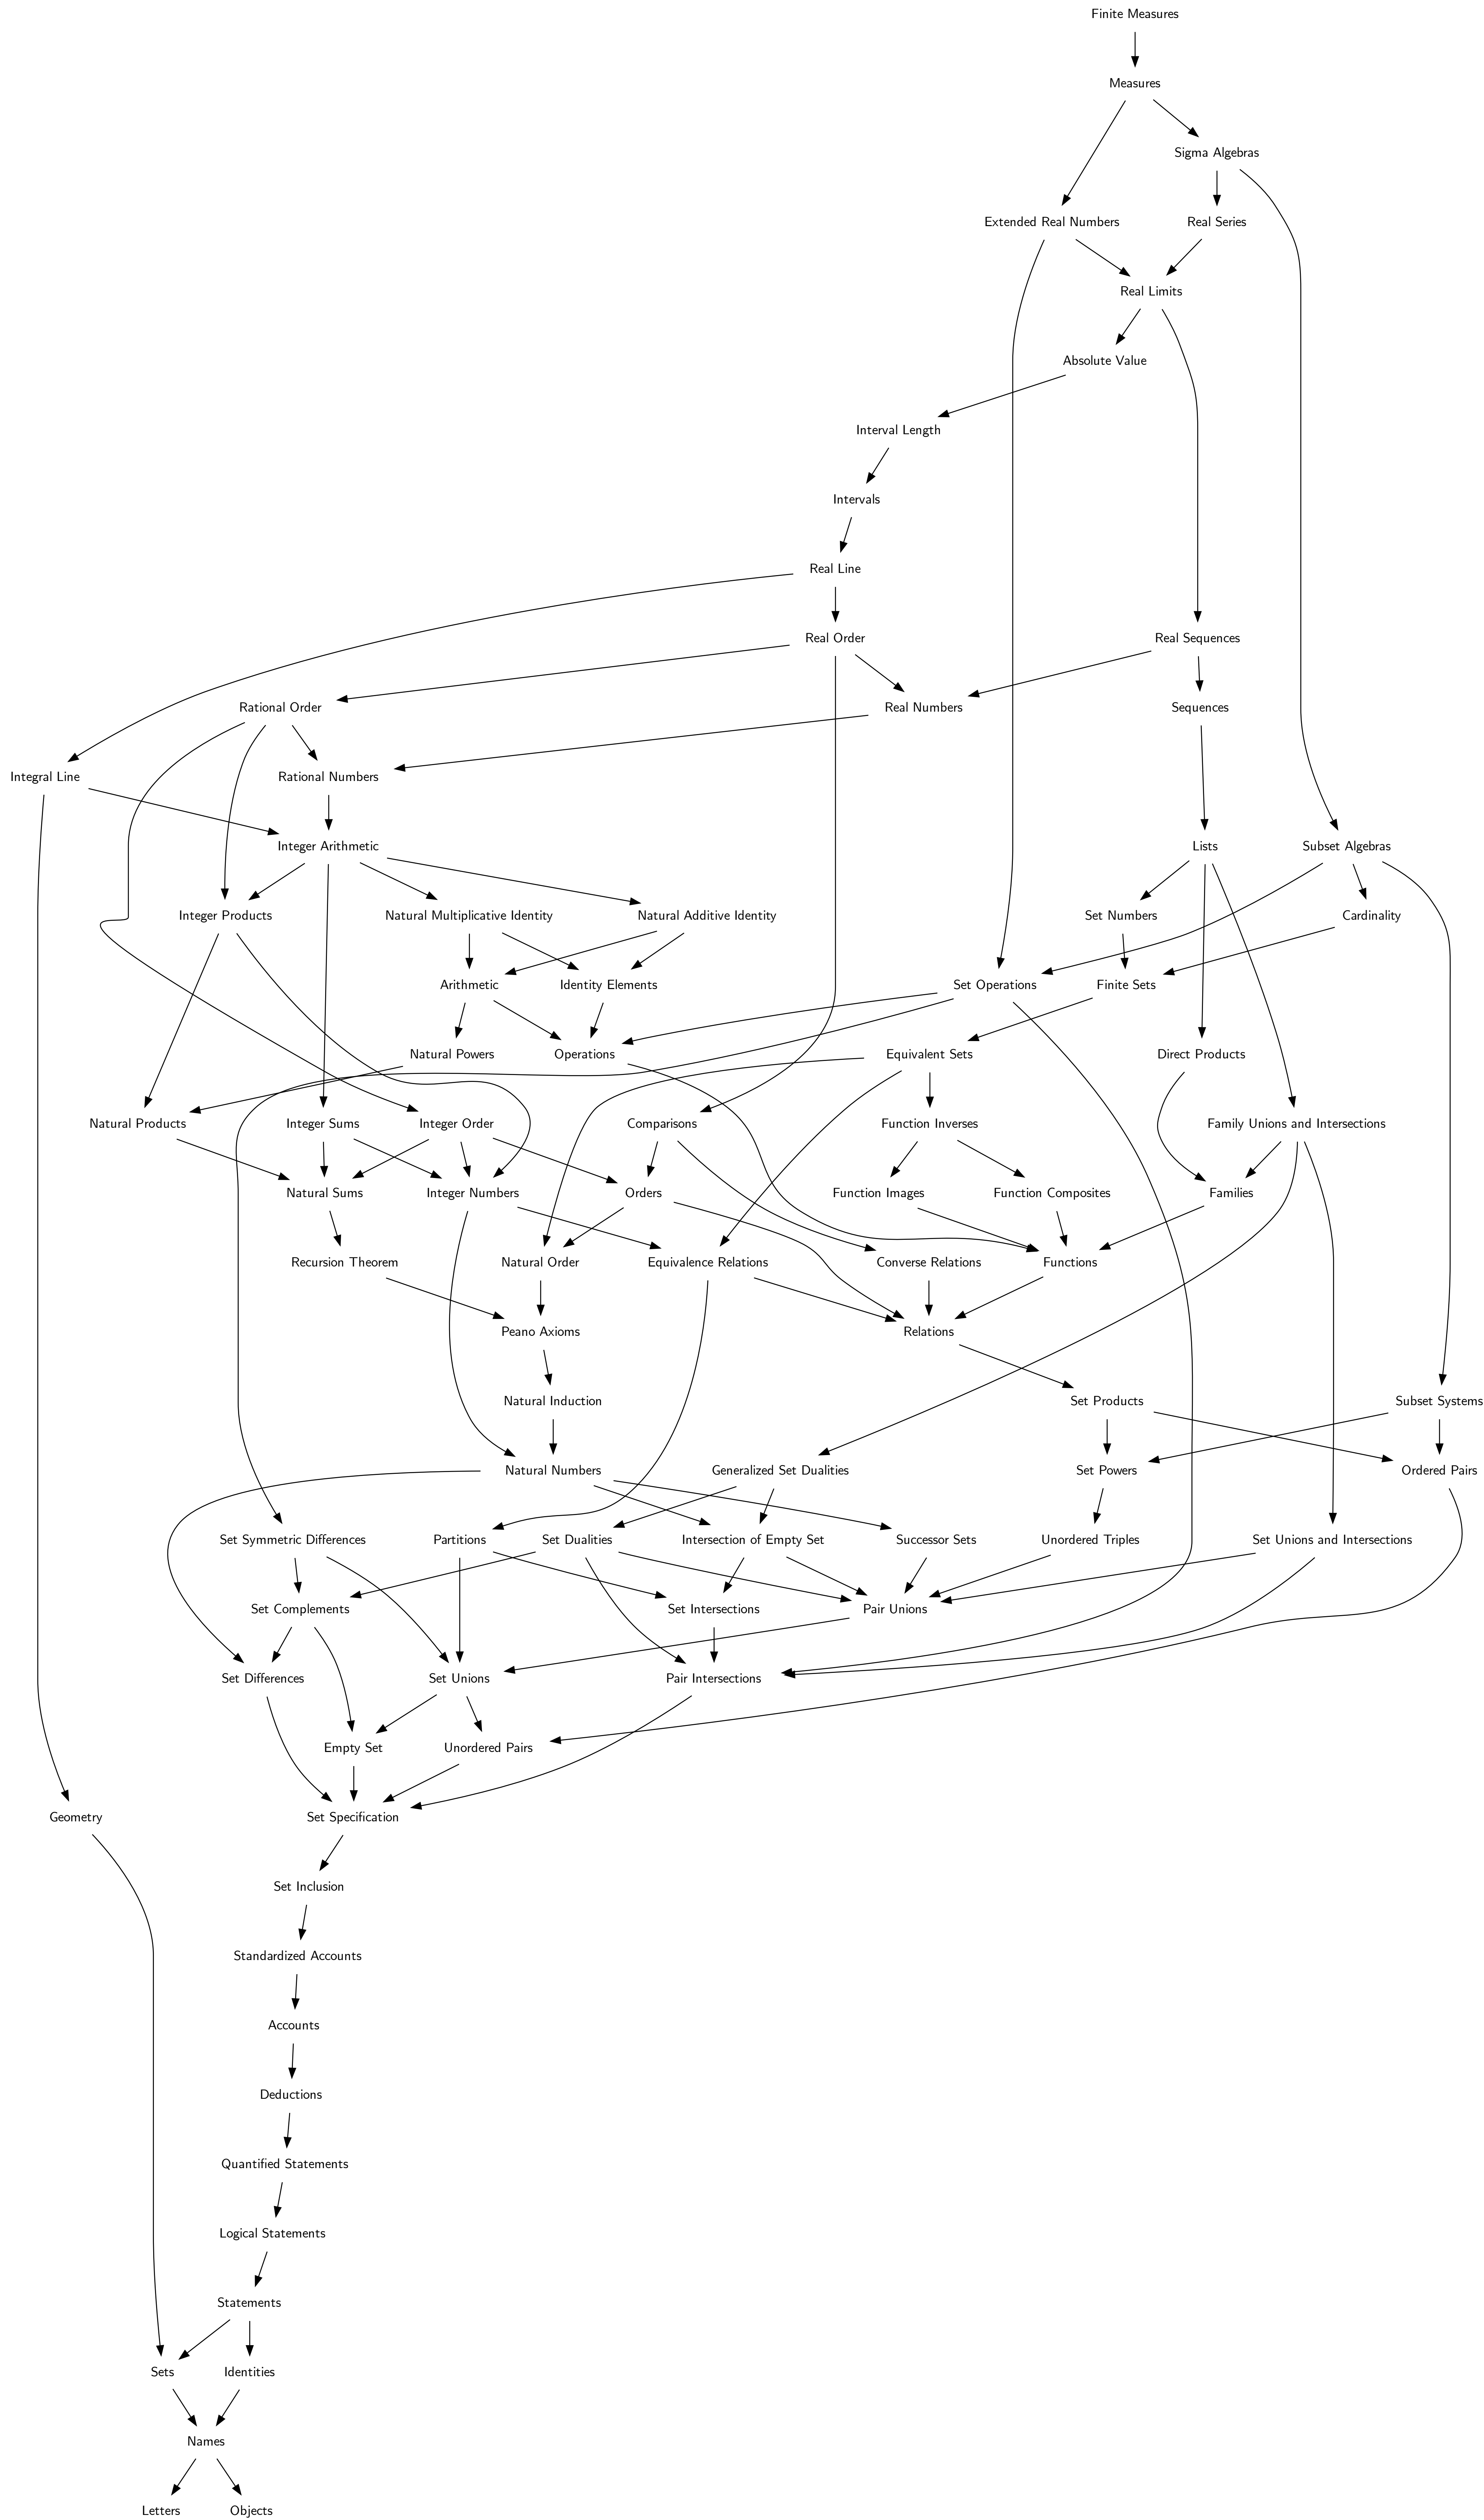 Finite Measures
Measures
Sigma Algebras
Extended Real Numbers
Real Series
Real Limits
Absolute Value
Interval Length
Intervals
Real Line
Real Order
Real Sequences
Rational Order
Real Numbers
Sequences
Integral Line
Rational Numbers
Integer Arithmetic
Lists
Subset Algebras
Integer Products
Natural Multiplicative Identity
Natural Additive Identity
Set Numbers
Cardinality
Arithmetic
Identity Elements
Set Operations
Finite Sets
Natural Powers
Operations
Equivalent Sets
Direct Products
Natural Products
Integer Sums
Integer Order
Comparisons
Function Inverses
Family Unions and Intersections
Natural Sums
Integer Numbers
Orders
Function Images
Function Composites
Families
Recursion Theorem
Natural Order
Equivalence Relations
Converse Relations
Functions
Peano Axioms
Relations
Natural Induction
Set Products
Subset Systems
Natural Numbers
Generalized Set Dualities
Set Powers
Ordered Pairs
Set Symmetric Differences
Partitions
Set Dualities
Intersection of Empty Set
Successor Sets
Unordered Triples
Set Unions and Intersections
Set Complements
Set Intersections
Pair Unions
Set Differences
Set Unions
Pair Intersections
Empty Set
Unordered Pairs
Geometry
Set Specification
Set Inclusion
Standardized Accounts
Accounts
Deductions
Quantified Statements
Logical Statements
Statements
Sets
Identities
Names
Letters
Objects